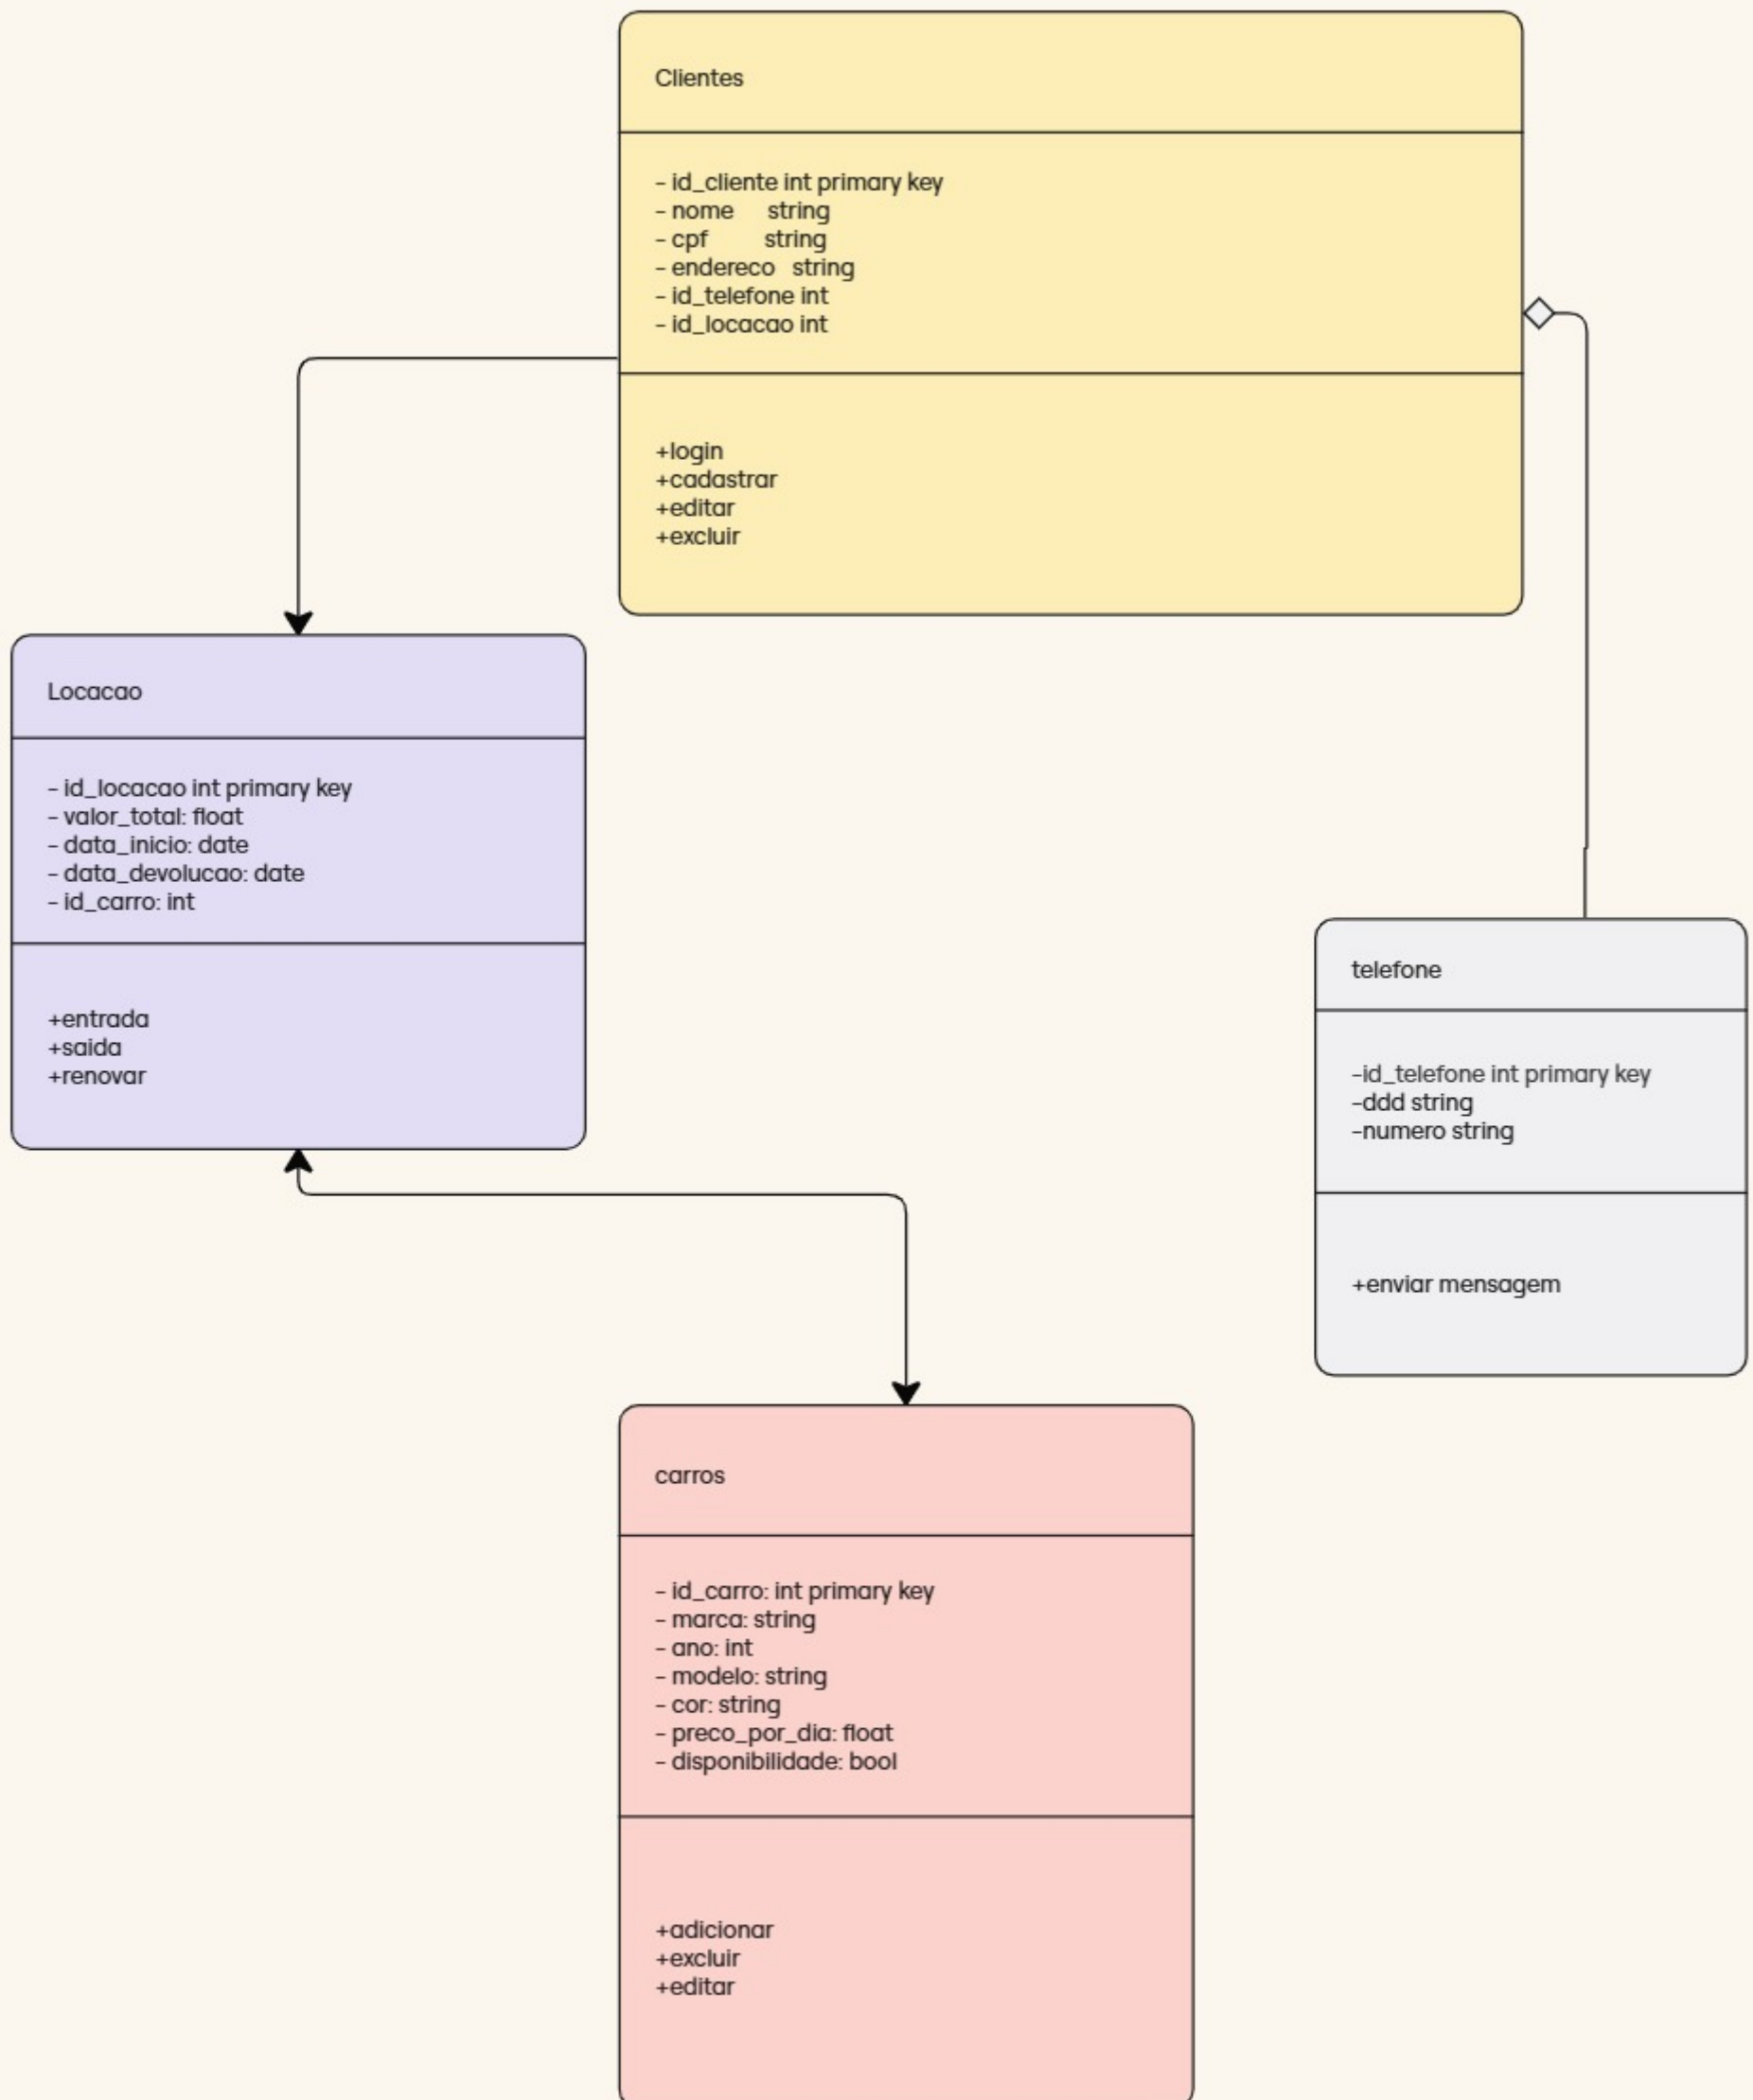 Clientes
- id_cliente int primary key
- nome string
- cpf string
- endereco string
- id_telefone int
- id_locacao int
+login
+cadastrar
+editar
+excluir
Locacao
- id_locacao int primary key
- valor_total: float
- data_inicio: date
- data_devolucao: date
- id_carro: int
+entrada
+saida
+renovar
telefone
-id_telefone int primary key
-ddd string
-numero string
+enviar mensagem
carros
- id_carro: int primary key
- marca: string
- ano: int
- modelo: string
- cor: string
- preco_por_dia: float
- disponibilidade: bool
+adicionar
+excluir
+editar